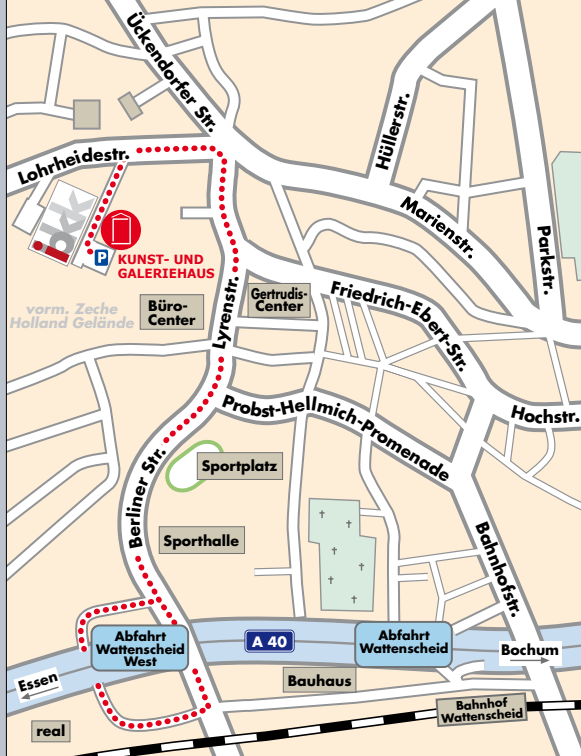 Ückendorfer Str.
Hüllerstr.
Lohrheidestr.
Marienstr.
Parkstr.
bkk
P
KUNST- UND
GALERIEHAUS
vorm. Zeche
Holland Gelände
Büro-
Center
Lyrenstr.
Gertrudis-
Center
Friedrich-Ebert-Str.
Probst-Hellmich-Promenade
Hochstr.
Berliner Str.
Sportplatz
Sporthalle
Bahnhofstr.
Abfahrt
Wattenscheid
West
A 40
Abfahrt
Wattenscheid
Bochum
Essen
Bauhaus
Bahnhof
Wattenscheid
real